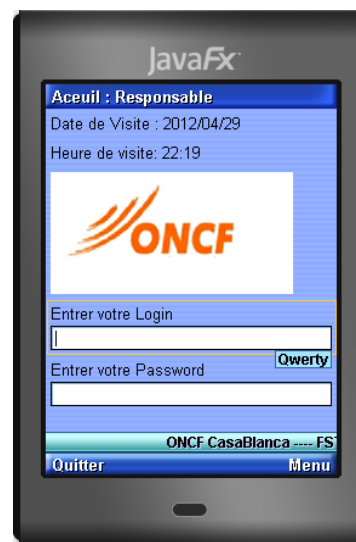 JavaFx
Aceuil : Responsable
Date de Visite : 2012/04/29
Heure de visite: 22:19
ONCF
Entrer votre Login
Qwerty
Entrer votre Password
ONCF CasaBlanca ---- FS
Quitter Menu